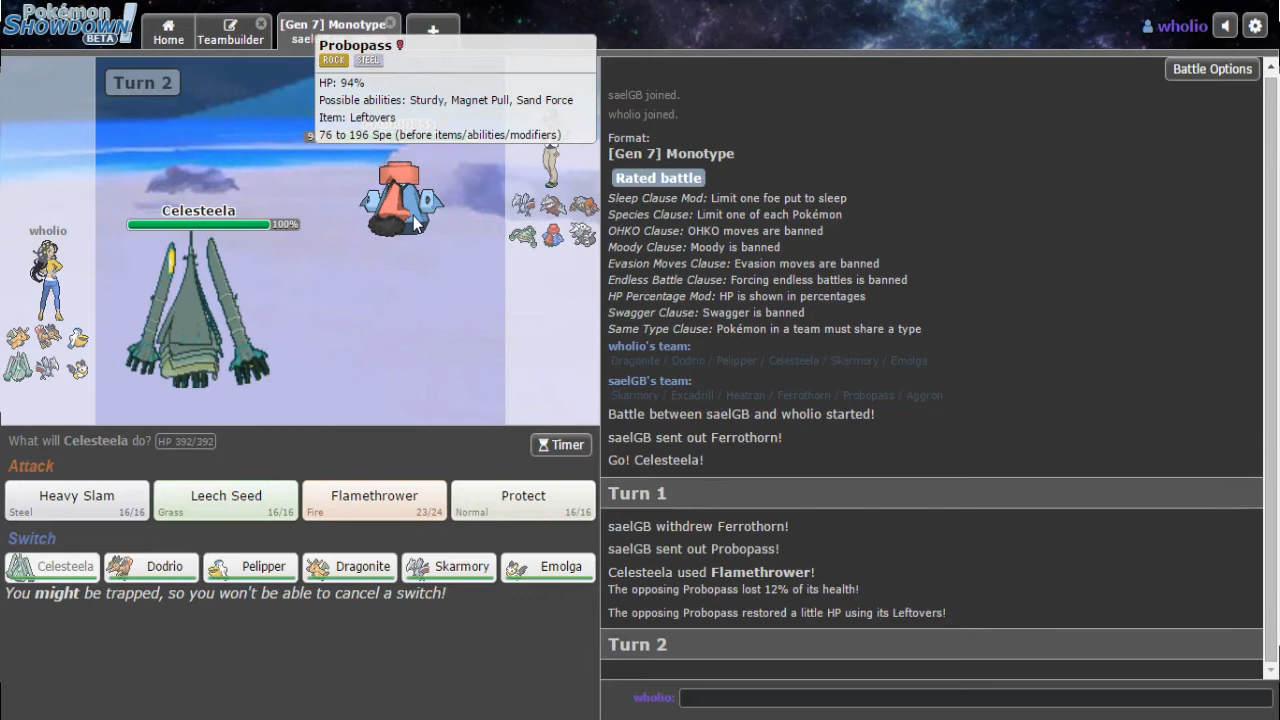 Pokémon
SHOWDOWN!
BETA
Home
Teambuilder
[Gen 7] Monotype
wholio
Probopass
ROCK STEEL
HP: 94%
Possible abilities: Sturdy, Magnet Pull, Sand Force
Item: Leftovers
76 to 196 Spe (before items/abilities/modifiers)
Turn 2
Battle Options
Celesteela
100%
wholio
saelGB joined.
wholio joined.
Format:
[Gen 7] Monotype
Rated battle
Sleep Clause Mod: Limit one foe put to sleep
Species Clause: Limit one of each Pokémon
OHKO Clause: OHKO moves are banned
Moody Clause: Moody is banned
Evasion Moves Clause: Evasion moves are banned
Endless Battle Clause: Forcing endless battles is banned
HP Percentage Mod: HP is shown in percentages
Swagger Clause: Swagger is banned
Same Type Clause: Pokémon in a team must share a type
wholio's team:
Dragonite / Dodrio / Pelipper / Celesteela / Skarmory / Emolga
saelGB's team:
Skarmory / Excadrill / Heatran / Ferrothorn / Probopass / Aggron
Battle between saelGB and wholio started!
saelGB sent out Ferrothorn!
Go! Celesteela!
Turn 1
saelGB withdrew Ferrothorn!
saelGB sent out Probopass!
Celesteela used Flamethrower!
The opposing Probopass lost 12% of its health!
The opposing Probopass restored a little HP using its Leftovers!
Turn 2
wholio:
What will Celesteela do? HP 392/392
Timer
Attack
Heavy Slam
Steel 16/16
Leech Seed
Grass 16/16
Flamethrower
Fire 23/24
Protect
Normal 16/16
Switch
Celesteela
Dodrio
Pelipper
Dragonite
Skarmory
Emolga
You might be trapped, so you won't be able to cancel a switch!